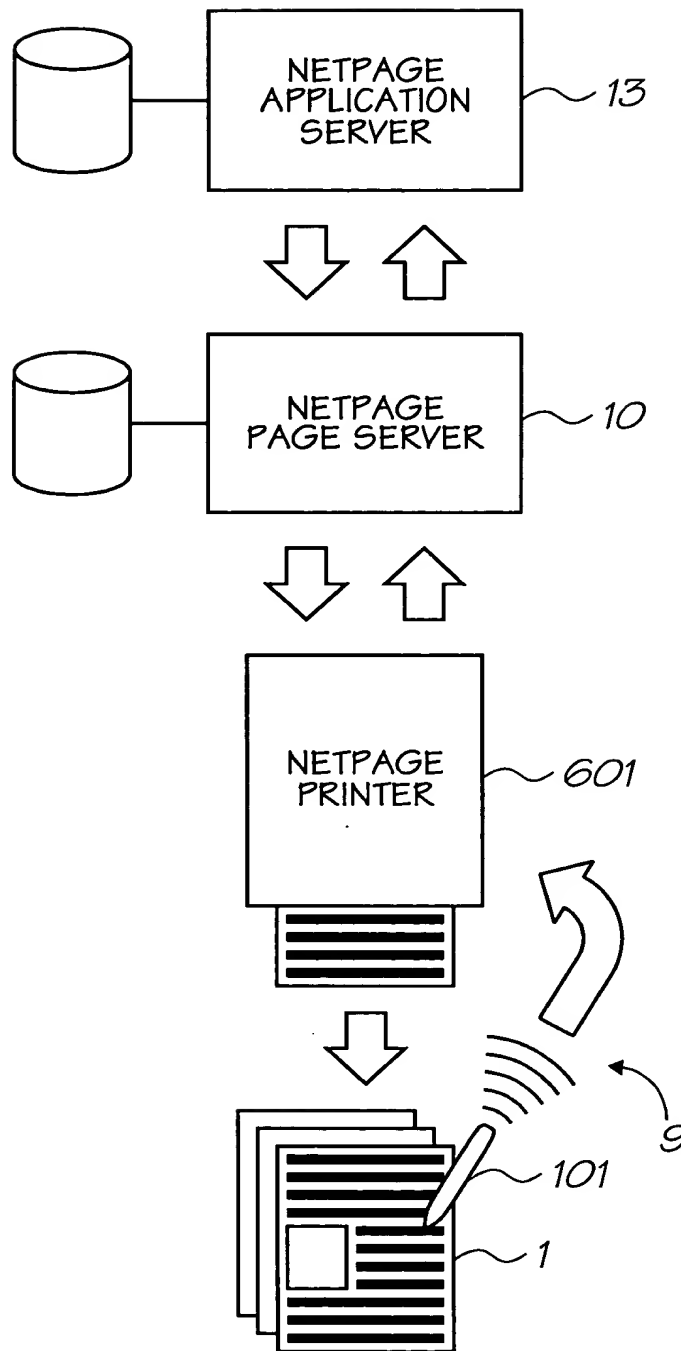 NETPAGE
APPLICATION
SERVER
13
NETPAGE
PAGE SERVER
10
NETPAGE
PRINTER
601
9
101
1